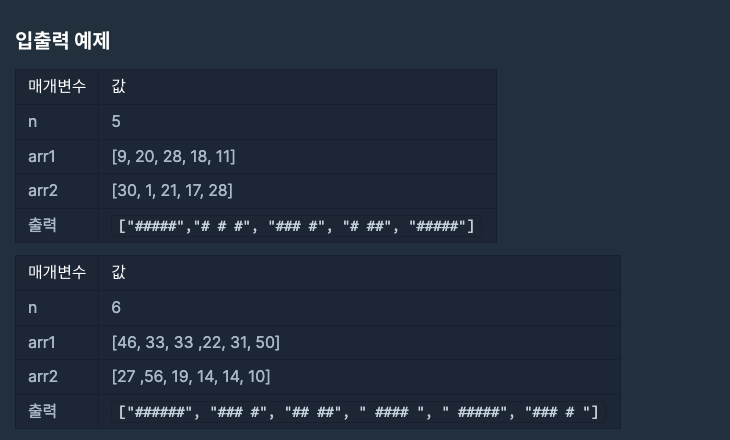 입출력 예제
매개변수 값
n 5
arr1 [9, 20, 28, 18, 11]
arr2 [30, 1, 21, 17, 28]
출력 ["#####","# # #", "### #", "# ##", "#####"]
매개변수 값
n 6
arr1 [46, 33, 33 ,22, 31, 50]
arr2 [27 ,56, 19, 14, 14, 10]
출력 ["######", "### #", "## ##", " #### ", " #####", "### # "]